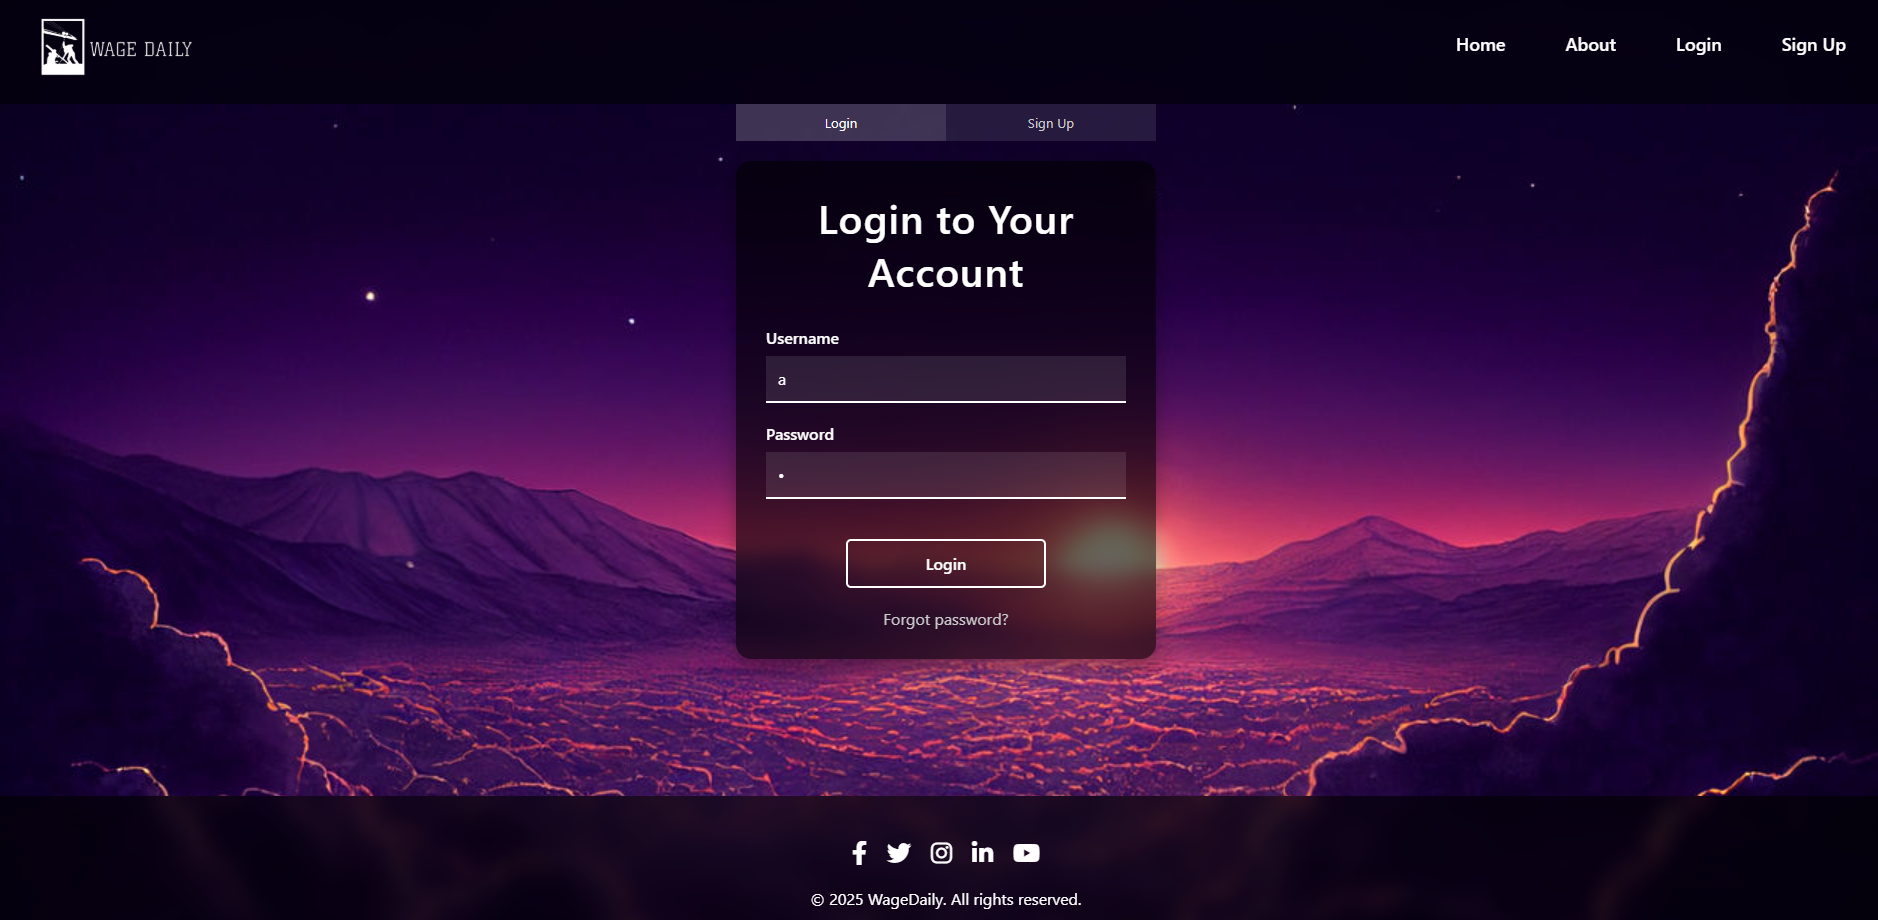 WAGE DAILY
Home About Login Sign Up
Login Sign Up
Login to Your
Account
Username
a
Password
•
Login
Forgot password?
© 2025 WageDaily. All rights reserved.